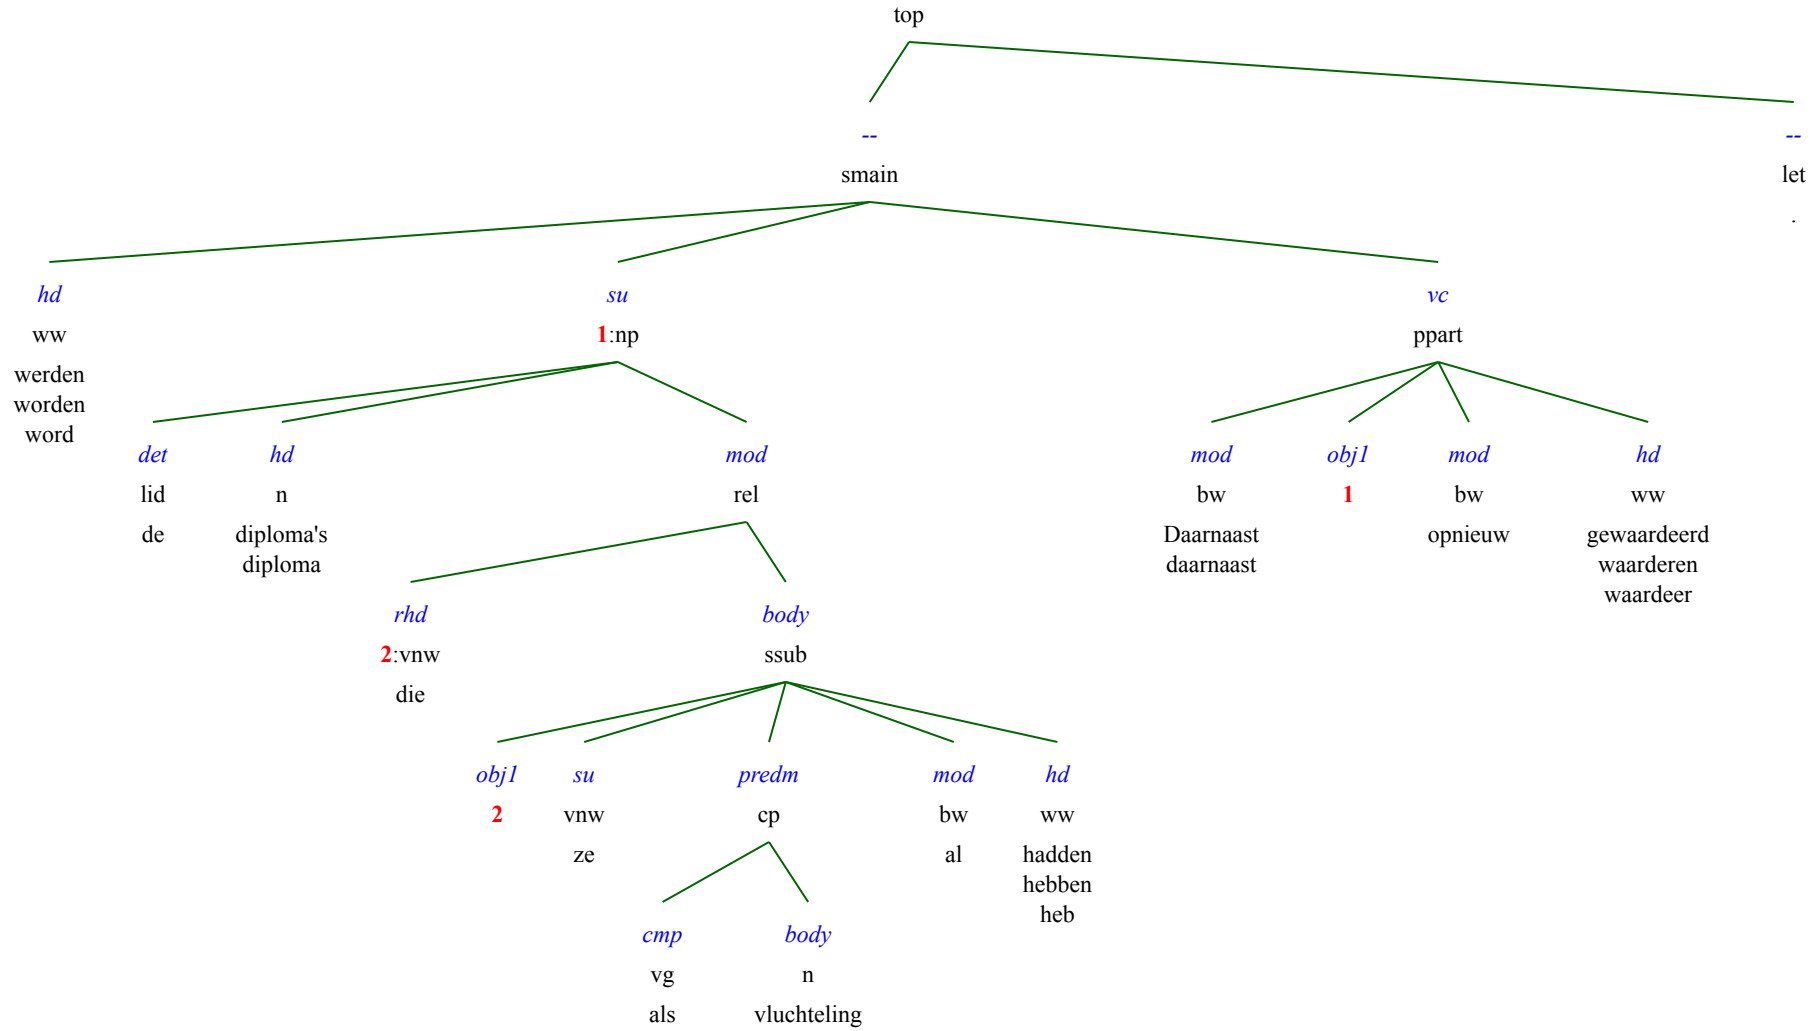 top
-- --
smain let
.
hd su vc
ww 1:np ppart
werden
worden
word
det hd mod mod obj1 mod hd
lid n rel bw 1 bw ww
de diploma's Daarnaast opnieuw gewaardeerd
diploma daarnaast waarderen
waardeer
rhd body
2:vnw ssub
die
obj1 su predm mod hd
2 vnw cp bw ww
ze al hadden
hebben
heb
cmp body
vg n
als vluchteling